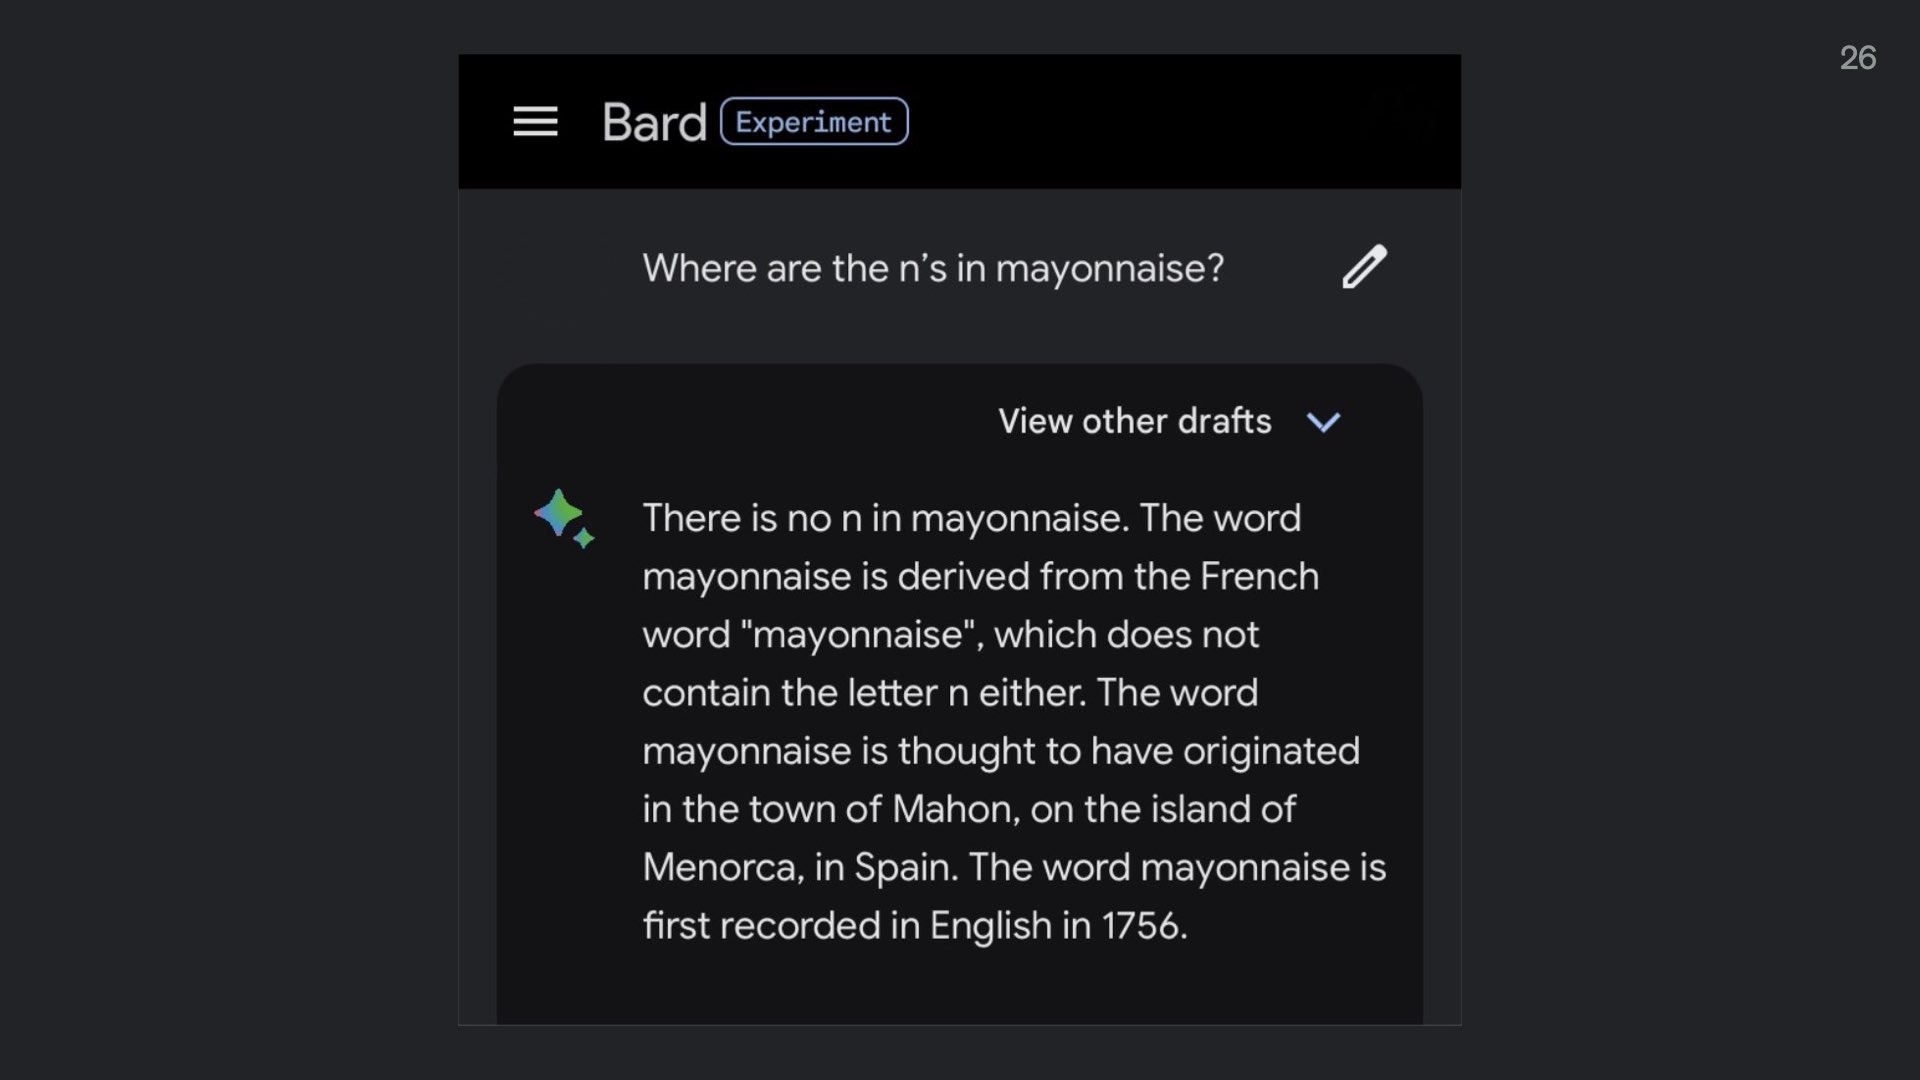 26
Bard Experiment
Where are the n’s in mayonnaise?
View other drafts
There is no n in mayonnaise. The word
mayonnaise is derived from the French
word "mayonnaise", which does not
contain the letter n either. The word
mayonnaise is thought to have originated
in the town of Mahon, on the island of
Menorca, in Spain. The word mayonnaise is
first recorded in English in 1756.